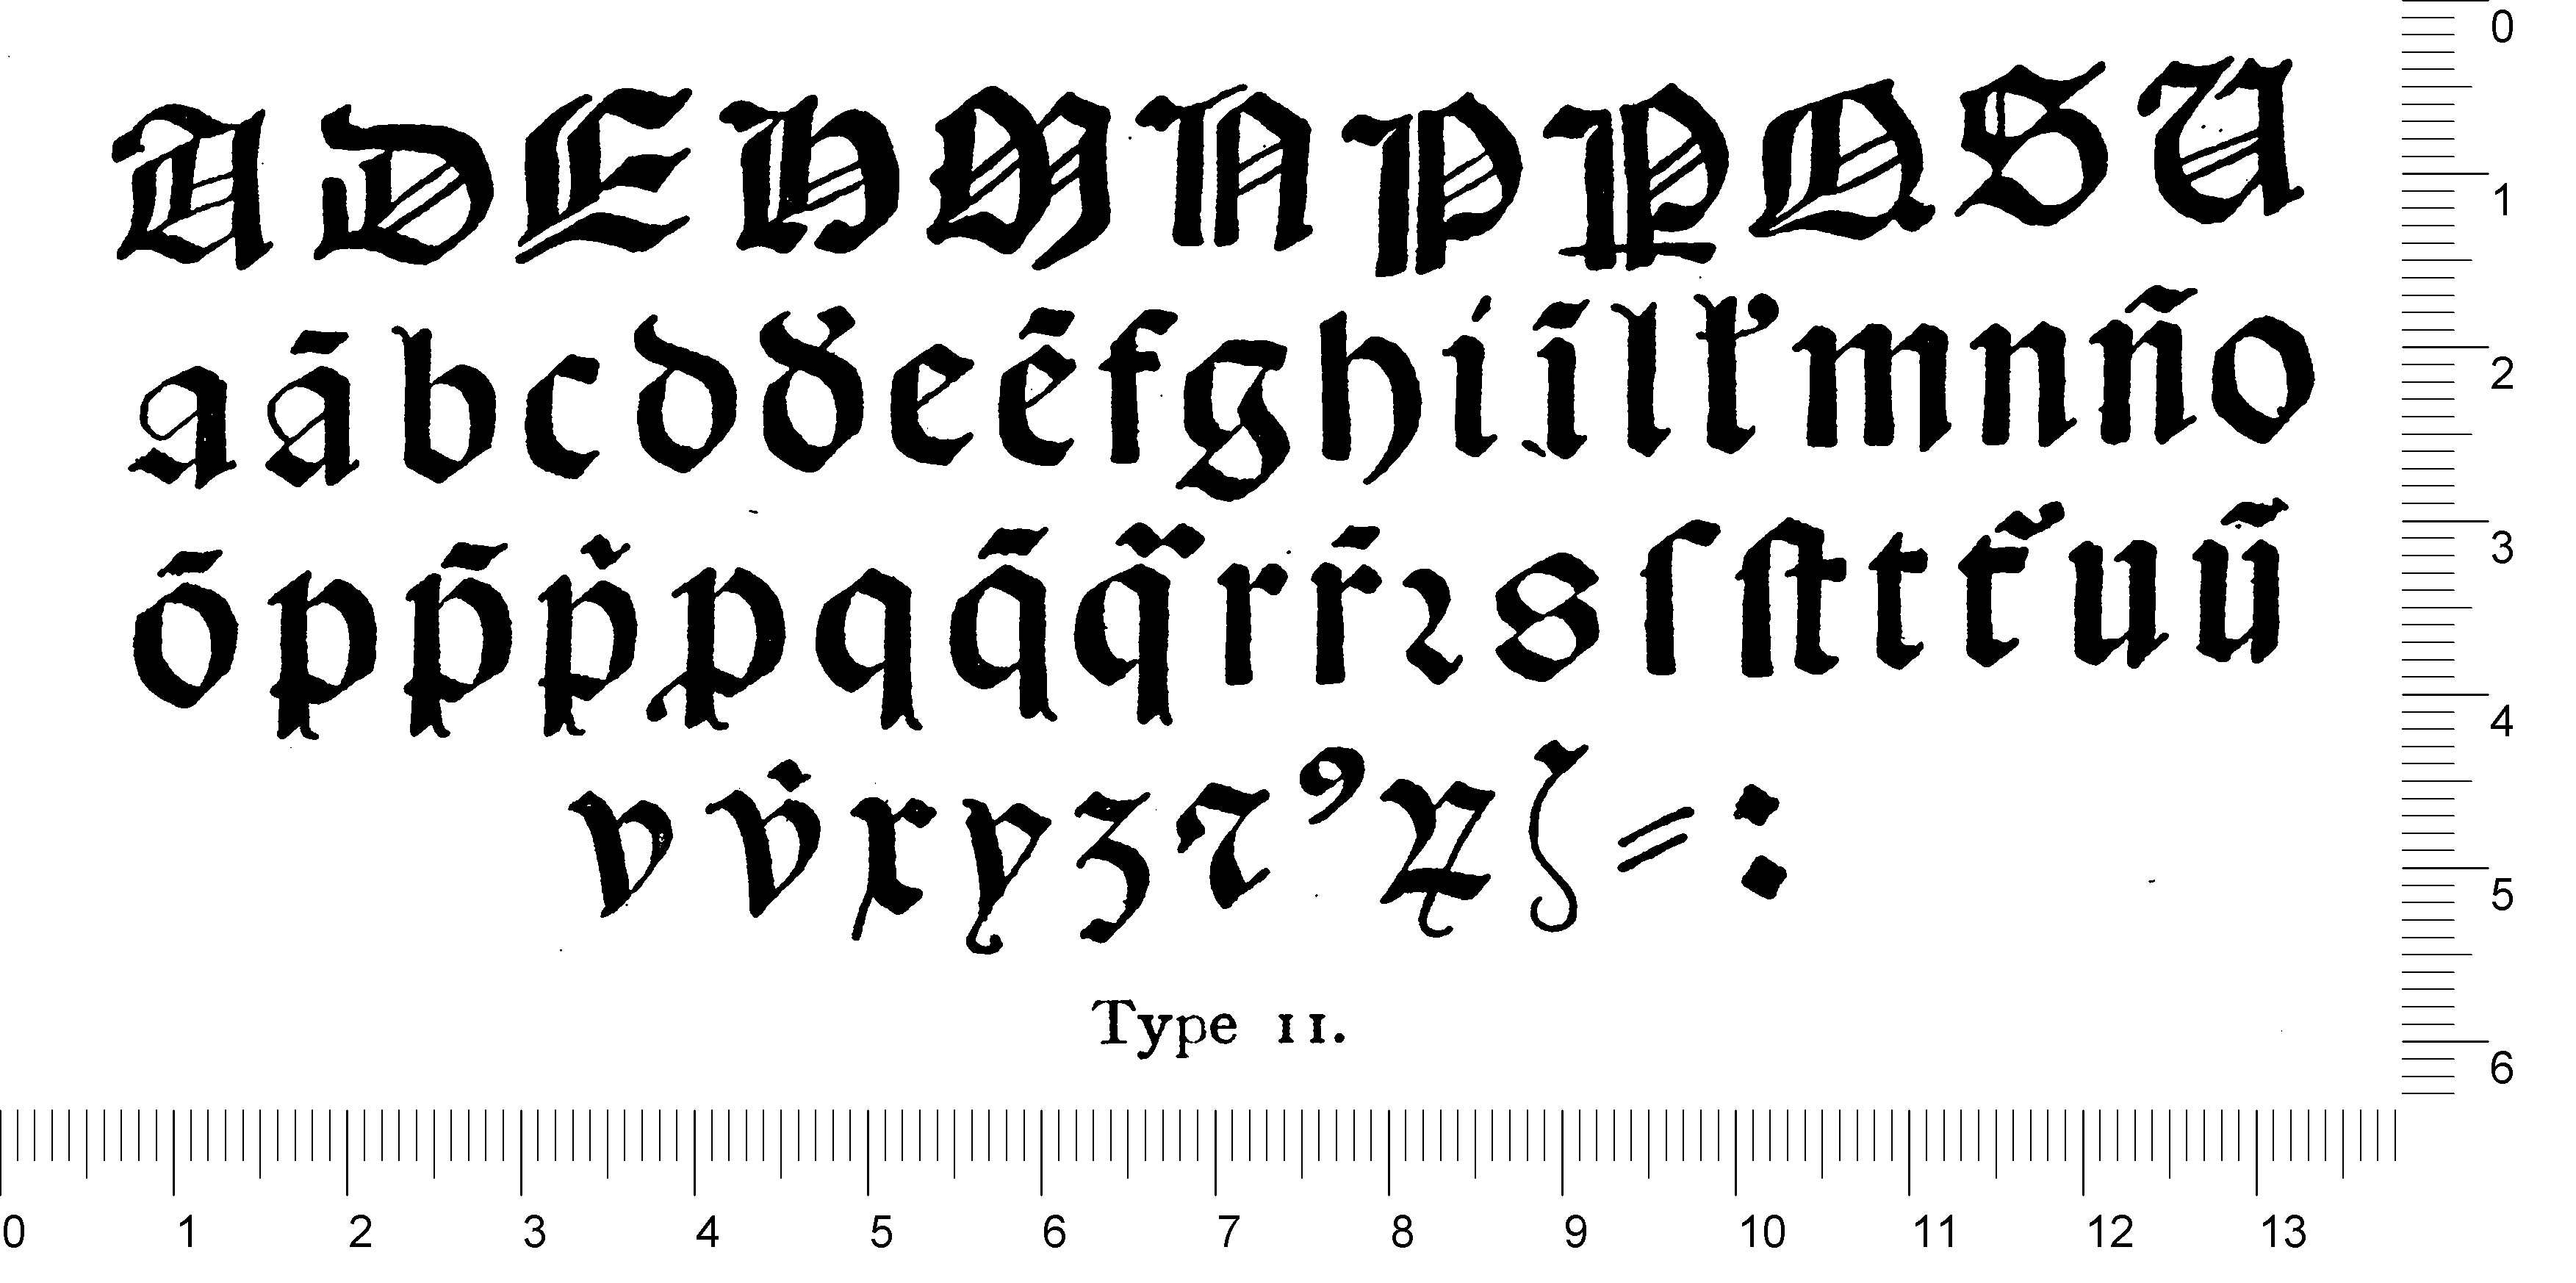 A D E H M N P P Q S U
a ā b c d d̄ e ē f g h i ī l l̛ m n n̄ o
ō p p̄ ṗ ꝓ q q̄ q̈ r r̄ ꝛ s ſ ſt t t̃ u ū
v v̇ x y z ⁊ ꝰ ꝶ ζ = :
Type 11.
0 1 2 3 4 5 6
0 1 2 3 4 5 6 7 8 9 10 11 12 13